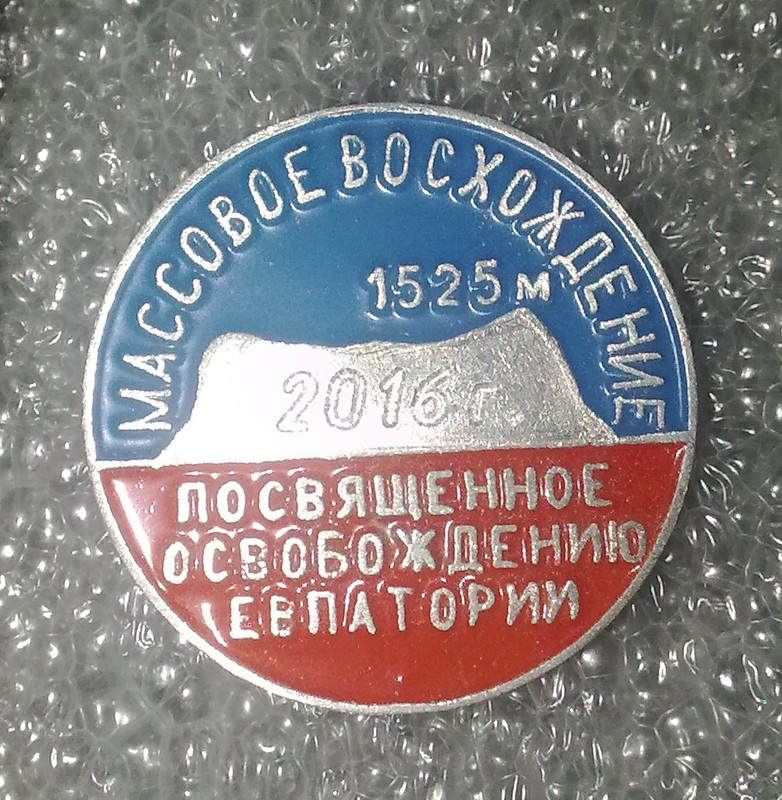 МАССОВОЕ ВОСХОЖДЕНИЕ
1525 м
2016 г.
ПОСВЯЩЕННОЕ
ОСВОБОЖДЕНИЮ
ЕВПАТОРИИ